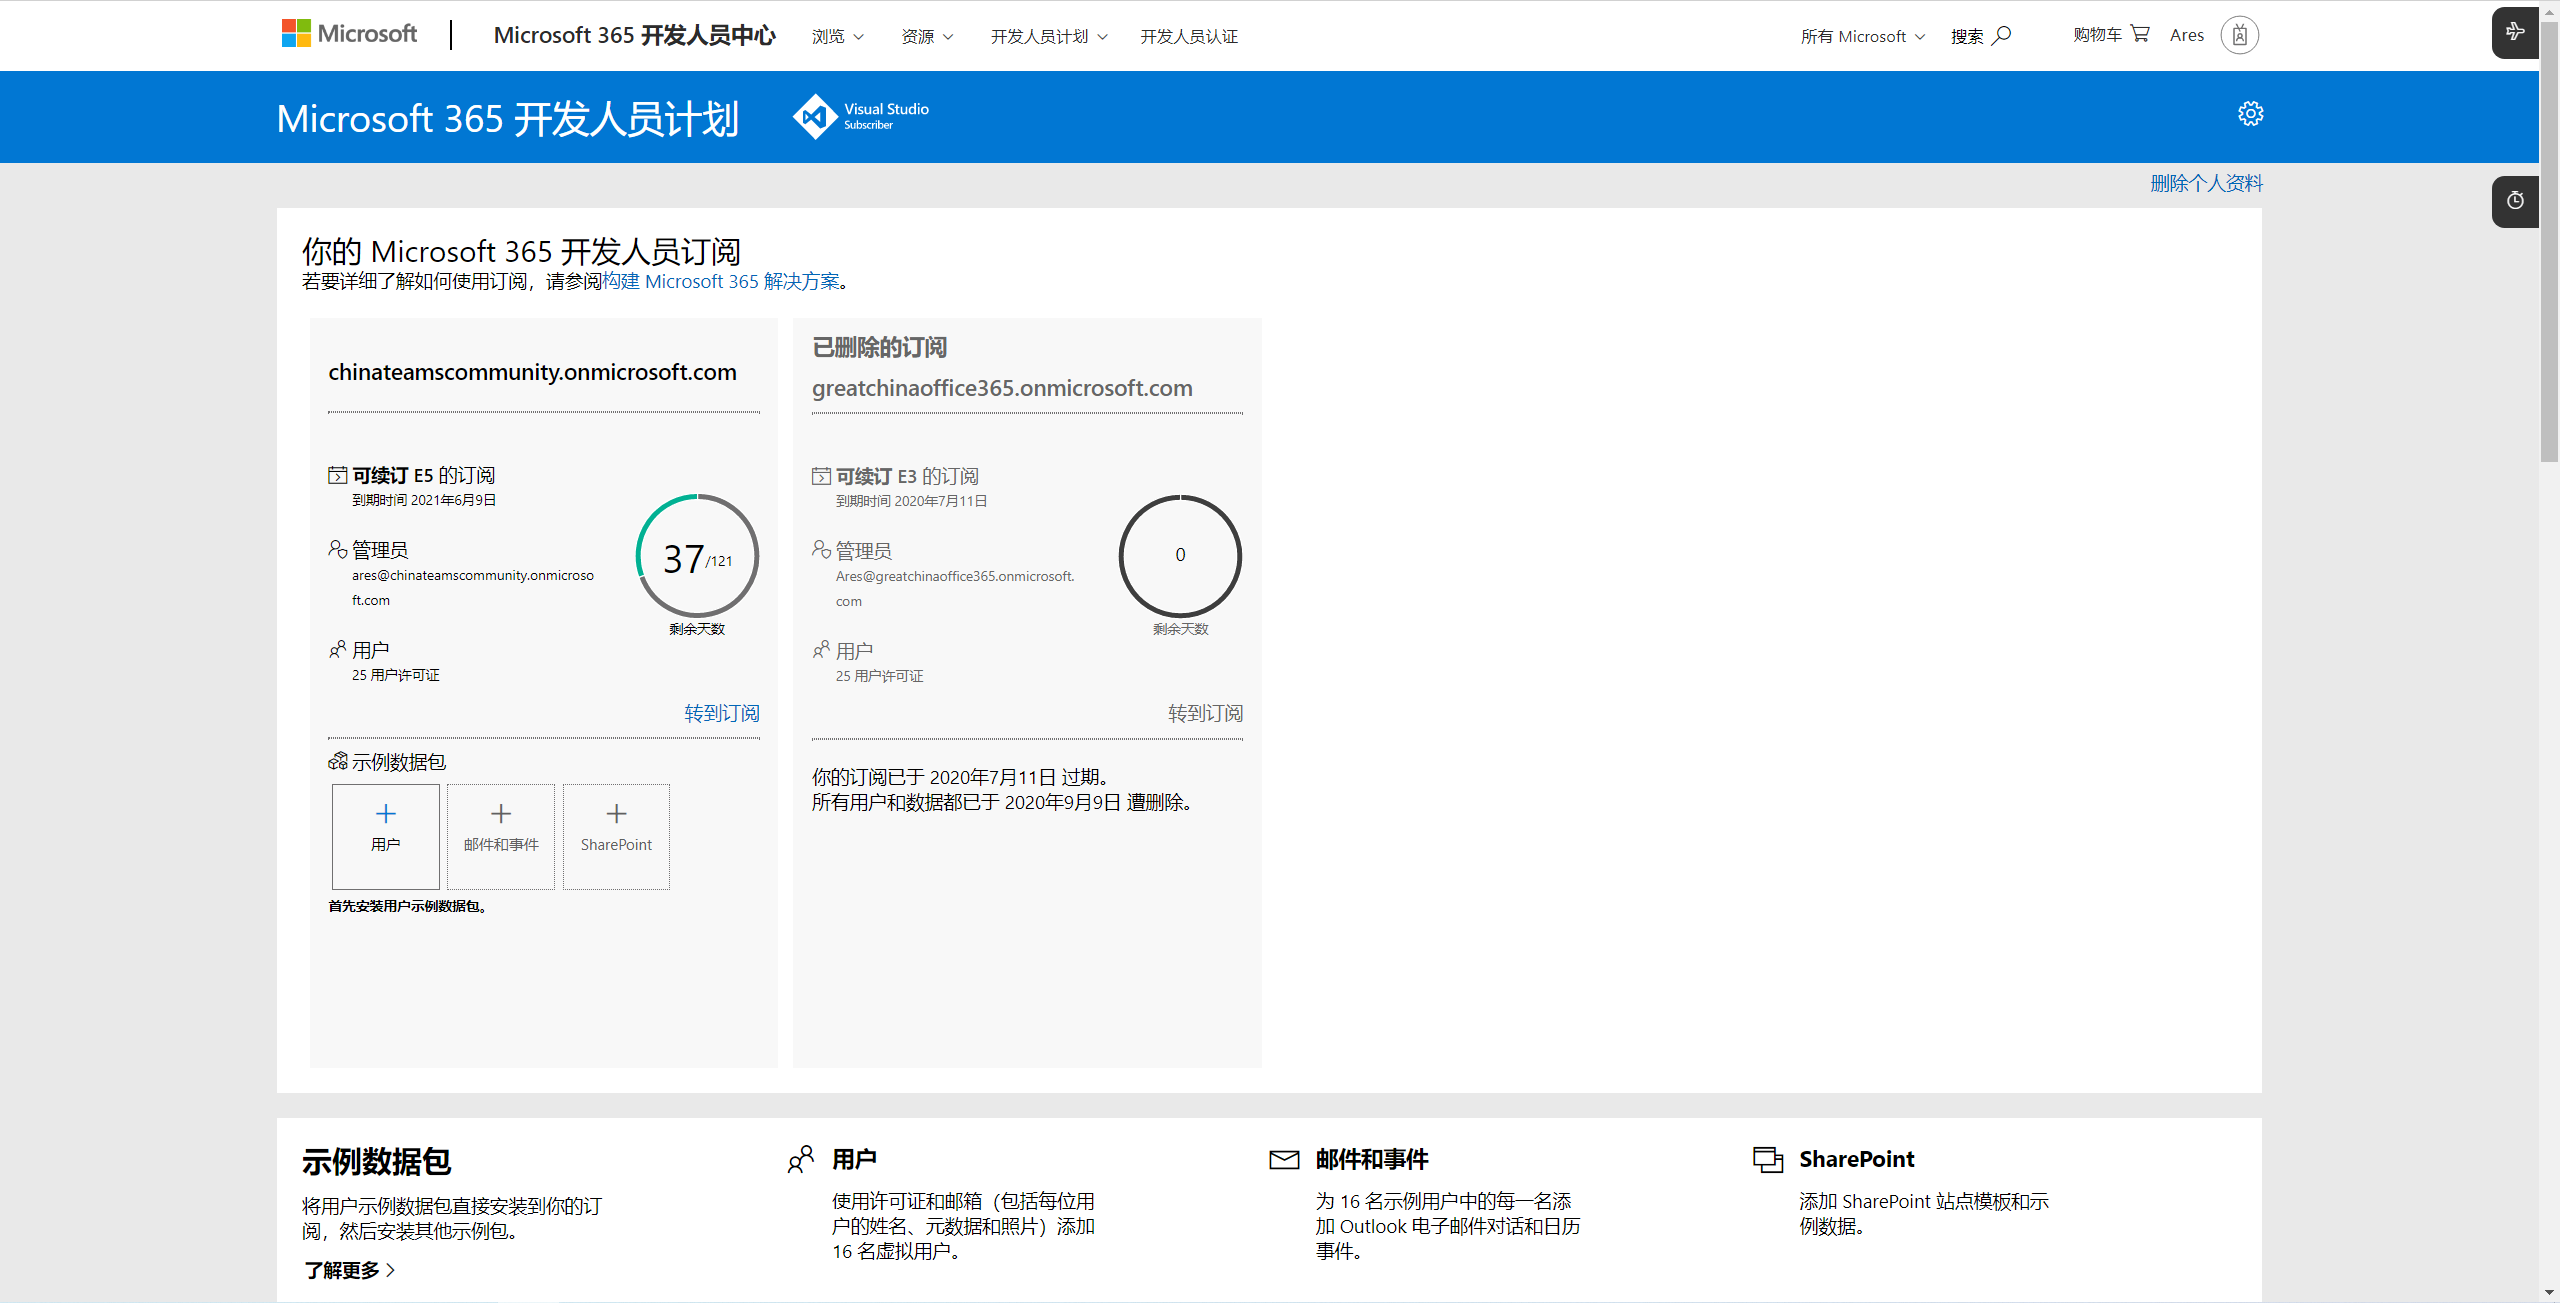 Microsoft
Microsoft 365 开发人员中心
浏览
资源
开发人员计划
开发人员认证
所有 Microsoft
搜索
购物车
Ares
Microsoft 365 开发人员计划
Visual Studio
Subscriber
删除个人资料
你的 Microsoft 365 开发人员订阅
若要详细了解如何使用订阅，请参阅构建 Microsoft 365 解决方案。
chinateamscommunity.onmicrosoft.com
可续订 E5 的订阅
到期时间 2021年6月9日
管理员
ares@chinateamscommunity.onmicroso
ft.com
37/121
剩余天数
用户
25 用户许可证
转到订阅
示例数据包
用户
邮件和事件
SharePoint
首先安装用户示例数据包。
已删除的订阅
greatchinaoffice365.onmicrosoft.com
可续订 E3 的订阅
到期时间 2020年7月11日
管理员
Ares@greatchinaoffice365.onmicrosoft.
com
0
剩余天数
用户
25 用户许可证
转到订阅
你的订阅已于 2020年7月11日 过期。
所有用户和数据都已于 2020年9月9日 遭删除。
示例数据包
将用户示例数据包直接安装到你的订
阅，然后安装其他示例包。
了解更多
用户
使用许可证和邮箱（包括每位用
户的姓名、元数据和照片）添加
16 名虚拟用户。
邮件和事件
为 16 名示例用户中的每一名添
加 Outlook 电子邮件对话和日历
事件。
SharePoint
添加 SharePoint 站点模板和示
例数据。